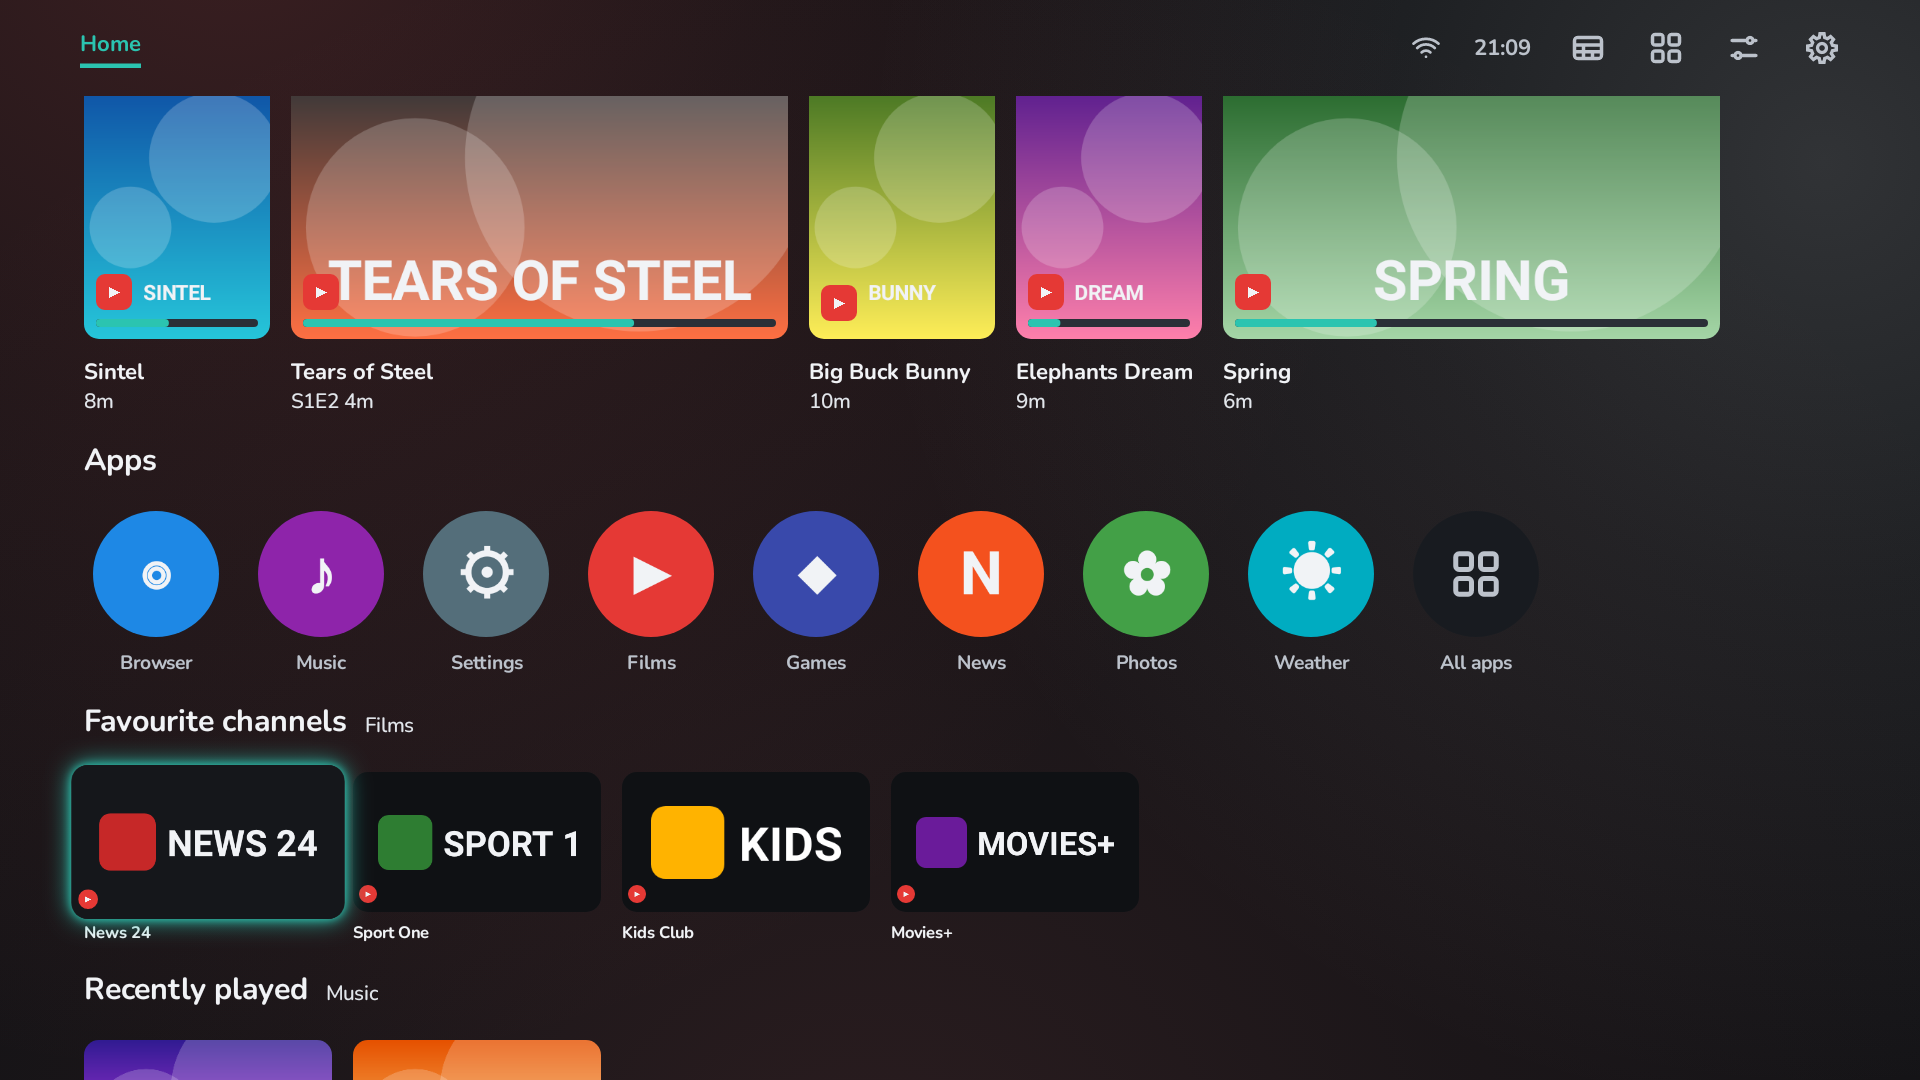 Home
21:09
SINTEL
TEARS OF STEEL
BUNNY
DREAM
SPRING
Sintel
8m
Tears of Steel
S1E2 4m
Big Buck Bunny
10m
Elephants Dream
9m
Spring
6m
Apps
N
Browser
Music
Settings
Films
Games
News
Photos
Weather
All apps
Favourite channels Films
NEWS 24
SPORT 1
KIDS
MOVIES+
News 24
Sport One
Kids Club
Movies+
Recently played Music